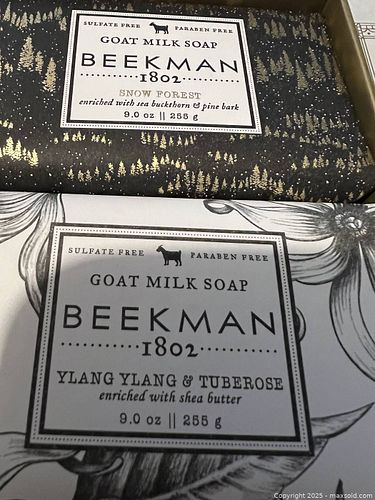 SULFATE FREE PARABEN FREE
GOAT MILK SOAP
BEEKMAN
1802
SNOW FOREST
enriched with sea buckthorn & pine bark
9.0 oz || 255 g
SULFATE FREE PARABEN FREE
GOAT MILK SOAP
BEEKMAN
1802
YLANG YLANG & TUBEROSE
enriched with shea butter
9.0 oz || 255 g
Copyright 2025 - maxsold.com